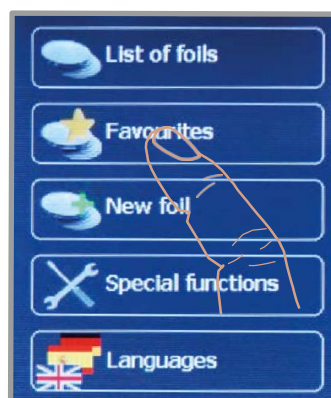 List of foils
Favourites
New foil
Special functions
Languages